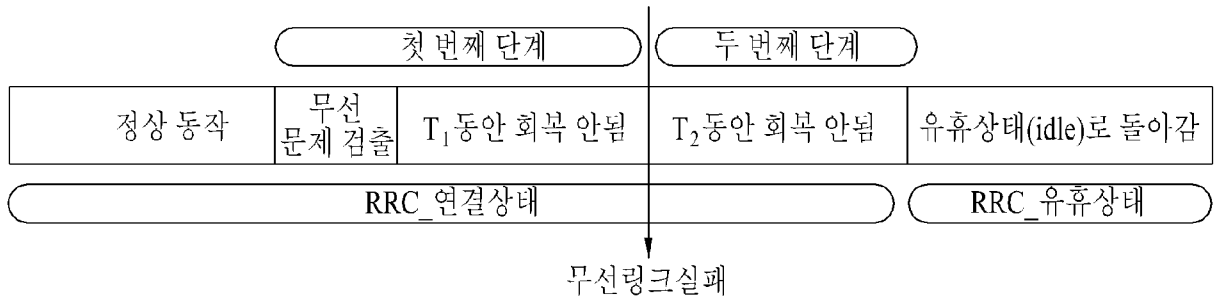 첫 번째 단계
두 번째 단계
정상 동작
무선
문제 검출
T1동안 회복 안됨
T2동안 회복 안됨
유휴상태(idle)로 돌아감
RRC_연결상태
RRC_유휴상태
무선링크실패